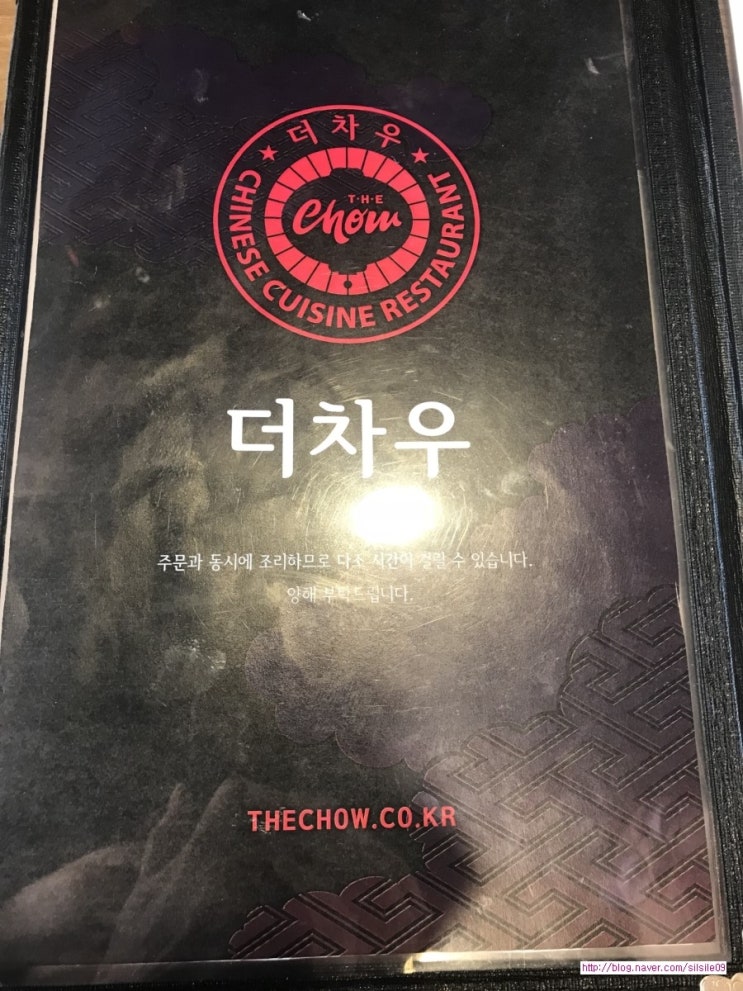 ★ 더차우 ★
CHINESE CUISINE RESTAURANT
T·H·E
Chow
더차우
주문과 동시에 조리하므로 다소 시간이 걸릴 수 있습니다.
양해 부탁드립니다.
THECHOW.CO.KR
http://blog.naver.com/silsile09